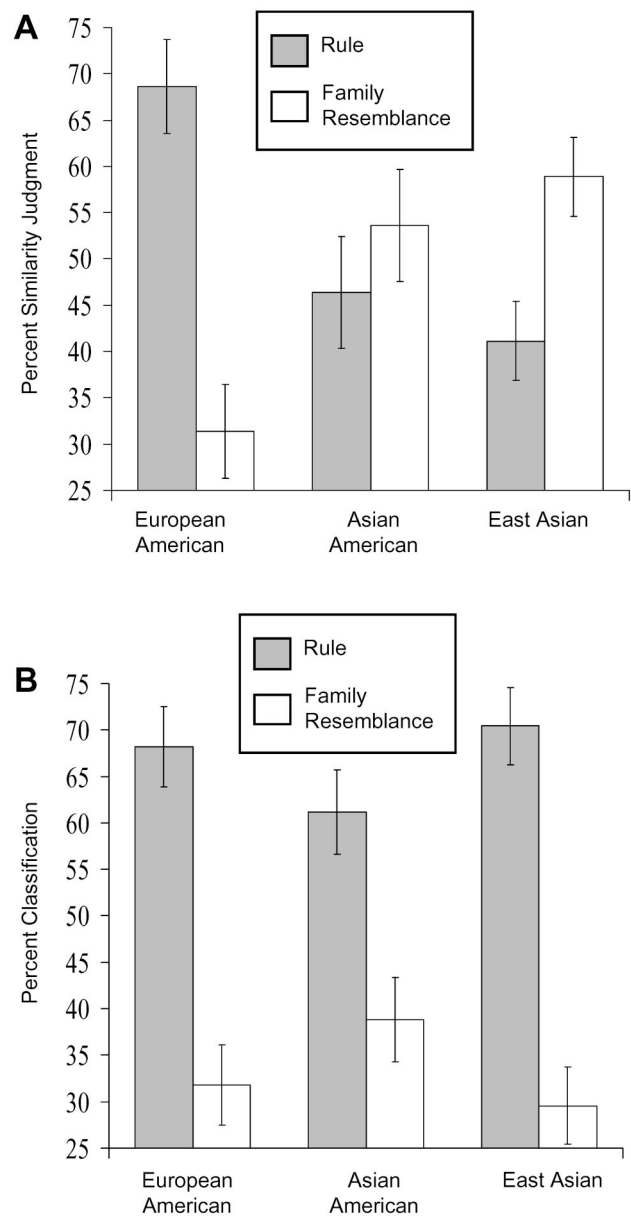 A
Rule
Family
Resemblance
Percent Similarity Judgment
75
70
65
60
55
50
45
40
35
30
25
European
American
Asian
American
East Asian
B
Rule
Family
Resemblance
Percent Classification
75
70
65
60
55
50
45
40
35
30
25
European
American
Asian
American
East Asian